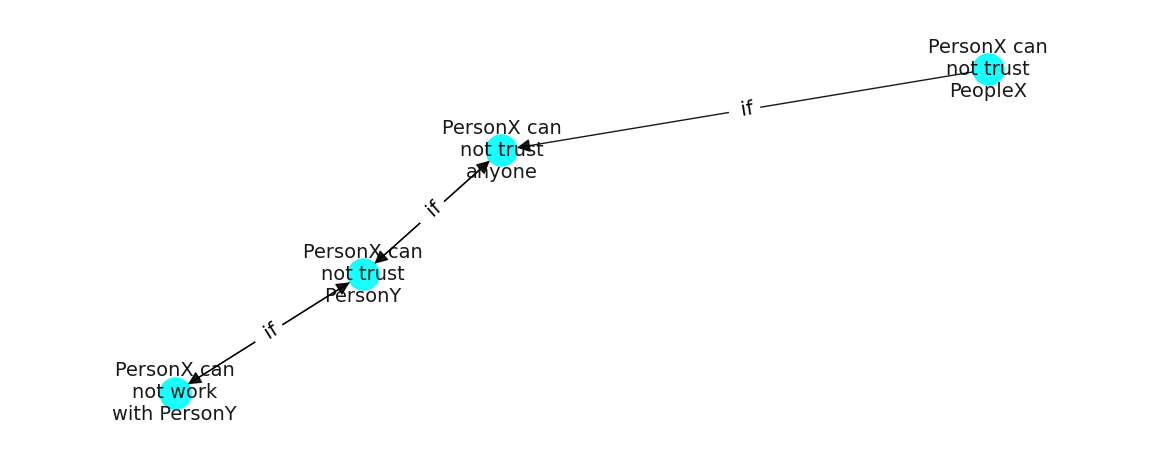 PersonX can
not trust
PeopleX
if
PersonX can
not trust
anyone
if
PersonX can
not trust
PersonY
if
PersonX can
not work
with PersonY